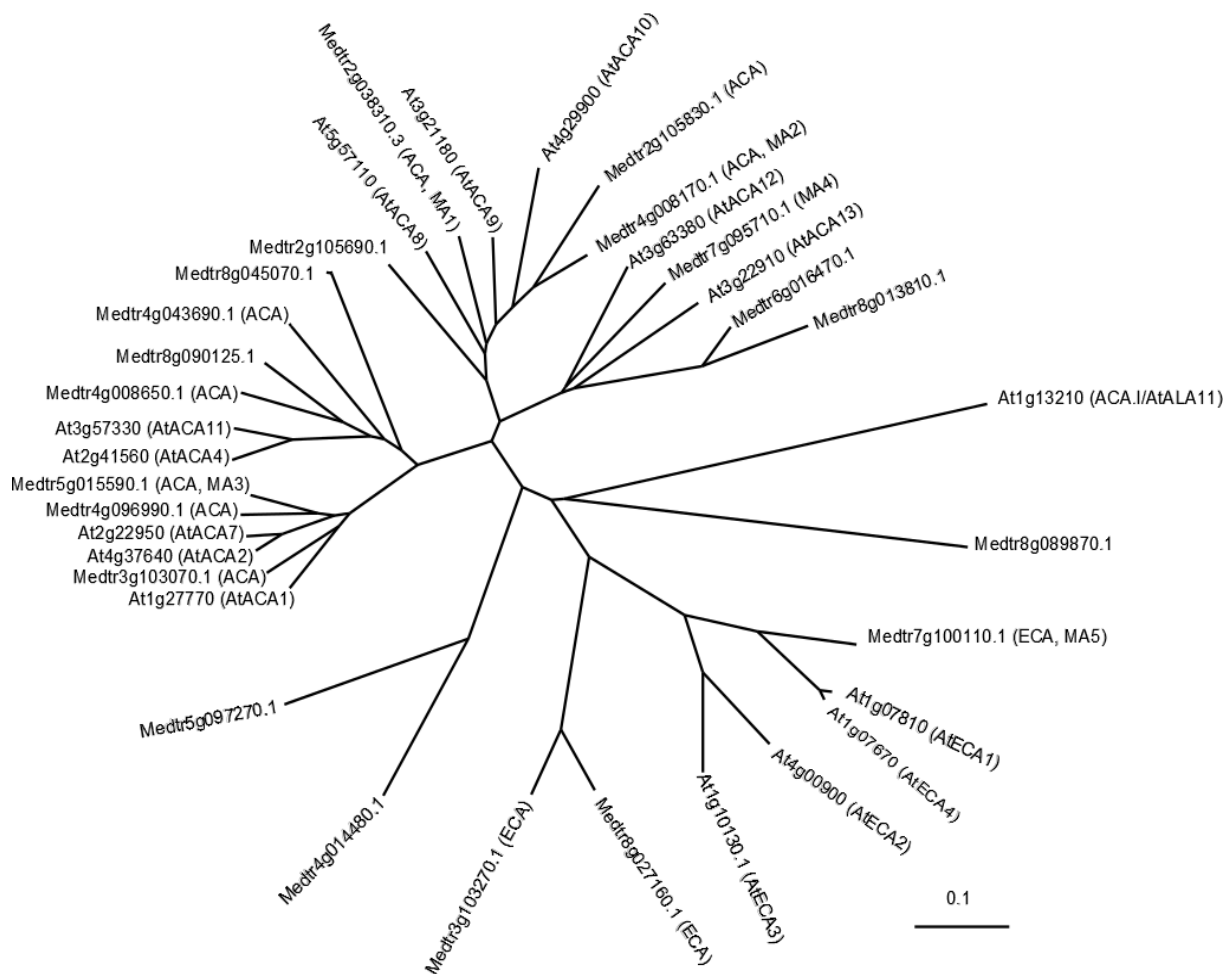 Medtr2g038310.3 (ACA, MA1)
At3g21180 (AtACA9)
At5g57110 (AtACA8)
At4g29900 (AtACA10)
Medtr2g105830.1 (ACA)
Medtr4g008170.1 (ACA, MA2)
At3g63380 (AtACA12)
Medtr7g095710.1 (MA4)
At3g22910 (AtACA13)
Medtr6g016470.1
Medtr8g013810.1
Medtr2g105690.1
Medtr8g045070.1
Medtr4g043690.1 (ACA)
Medtr8g090125.1
Medtr4g008650.1 (ACA)
At3g57330 (AtACA11)
At2g41560 (AtACA4)
Medtr5g015590.1 (ACA, MA3)
Medtr4g096990.1 (ACA)
At2g22950 (AtACA7)
At4g37640 (AtACA2)
Medtr3g103070.1 (ACA)
At1g27770 (AtACA1)
At1g13210 (ACA.l/AtALA11)
Medtr8g089870.1
Medtr7g100110.1 (ECA, MA5)
At1g07810 (AtECA1)
At1g07670 (AtECA4)
At4g00900 (AtECA2)
At1g10130.1 (AtECA3)
Medtr8g027160.1 (ECA)
Medtr3g103270.1 (ECA)
Medtr4g014480.1
Medtr5g097270.1
0.1